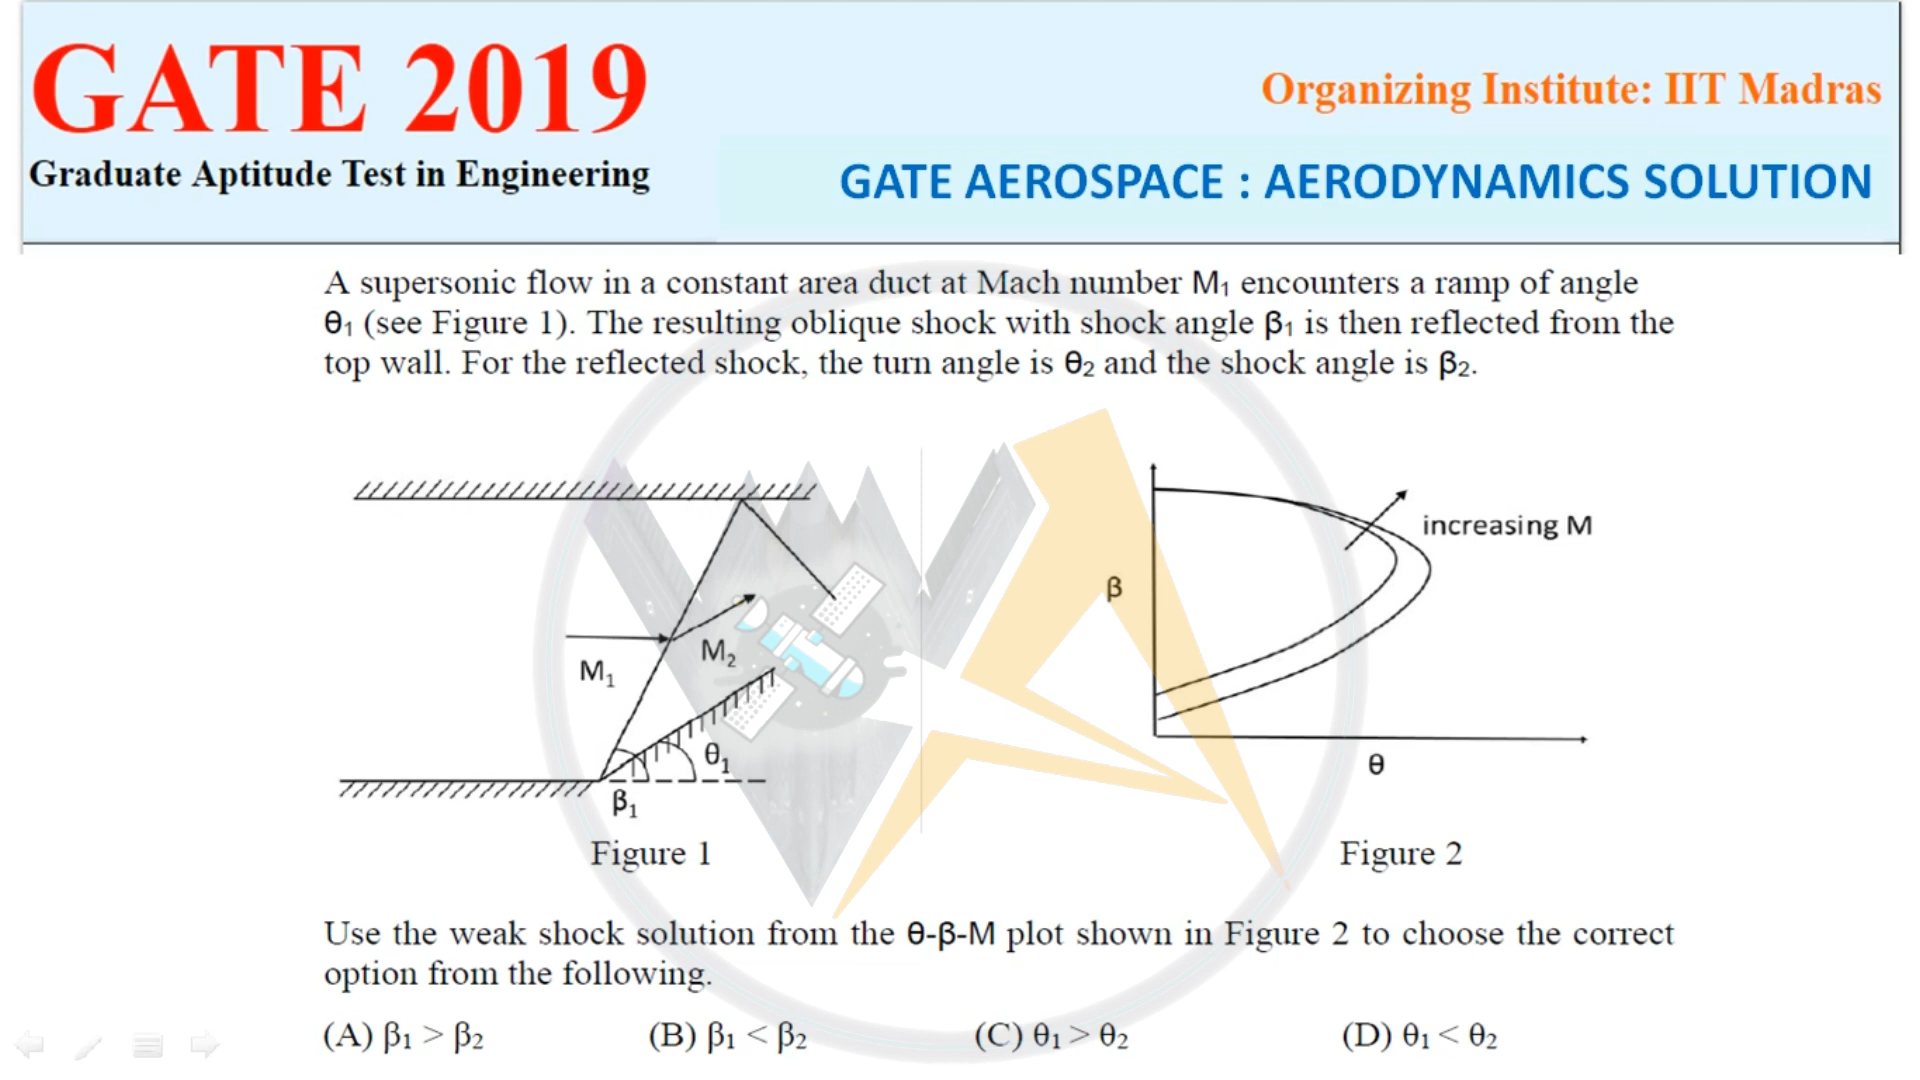 GATE 2019
Graduate Aptitude Test in Engineering
Organizing Institute: IIT Madras
GATE AEROSPACE : AERODYNAMICS SOLUTION
A supersonic flow in a constant area duct at Mach number M₁ encounters a ramp of angle
θ₁ (see Figure 1). The resulting oblique shock with shock angle β₁ is then reflected from the
top wall. For the reflected shock, the turn angle is θ₂ and the shock angle is β₂.
M₁
M₂
θ₁
β₁
Figure 1
increasing M
β
θ
Figure 2
Use the weak shock solution from the θ-β-M plot shown in Figure 2 to choose the correct
option from the following.
(A) β₁ > β₂ (B) β₁ < β₂ (C) θ₁ > θ₂ (D) θ₁ < θ₂